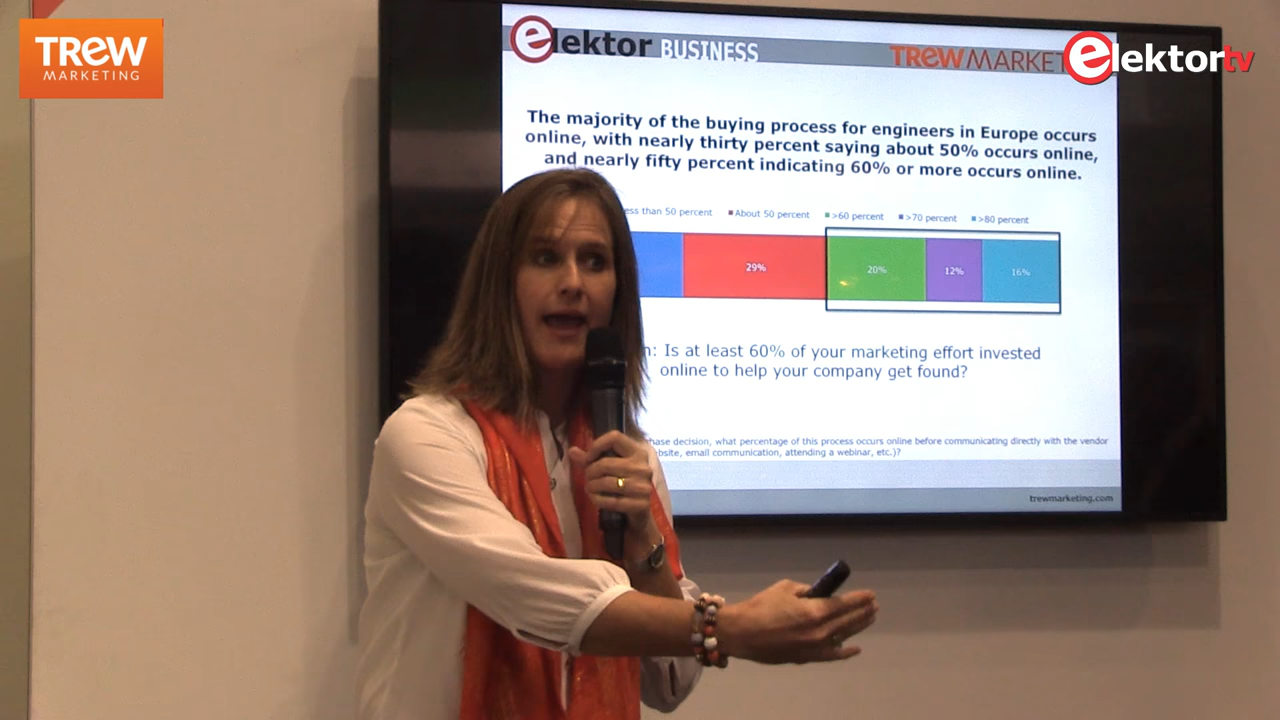 TREW
MARKETING
elektor BUSINESS
TREW MARKET
elektortv
The majority of the buying process for engineers in Europe occurs
online, with nearly thirty percent saying about 50% occurs online,
and nearly fifty percent indicating 60% or more occurs online.
ess than 50 percent About 50 percent >60 percent >70 percent >80 percent
29% 20% 12% 16%
n: Is at least 60% of your marketing effort invested
online to help your company get found?
hase decision, what percentage of this process occurs online before communicating directly with the vendor
bsite, email communication, attending a webinar, etc.)?
trewmarketing.com